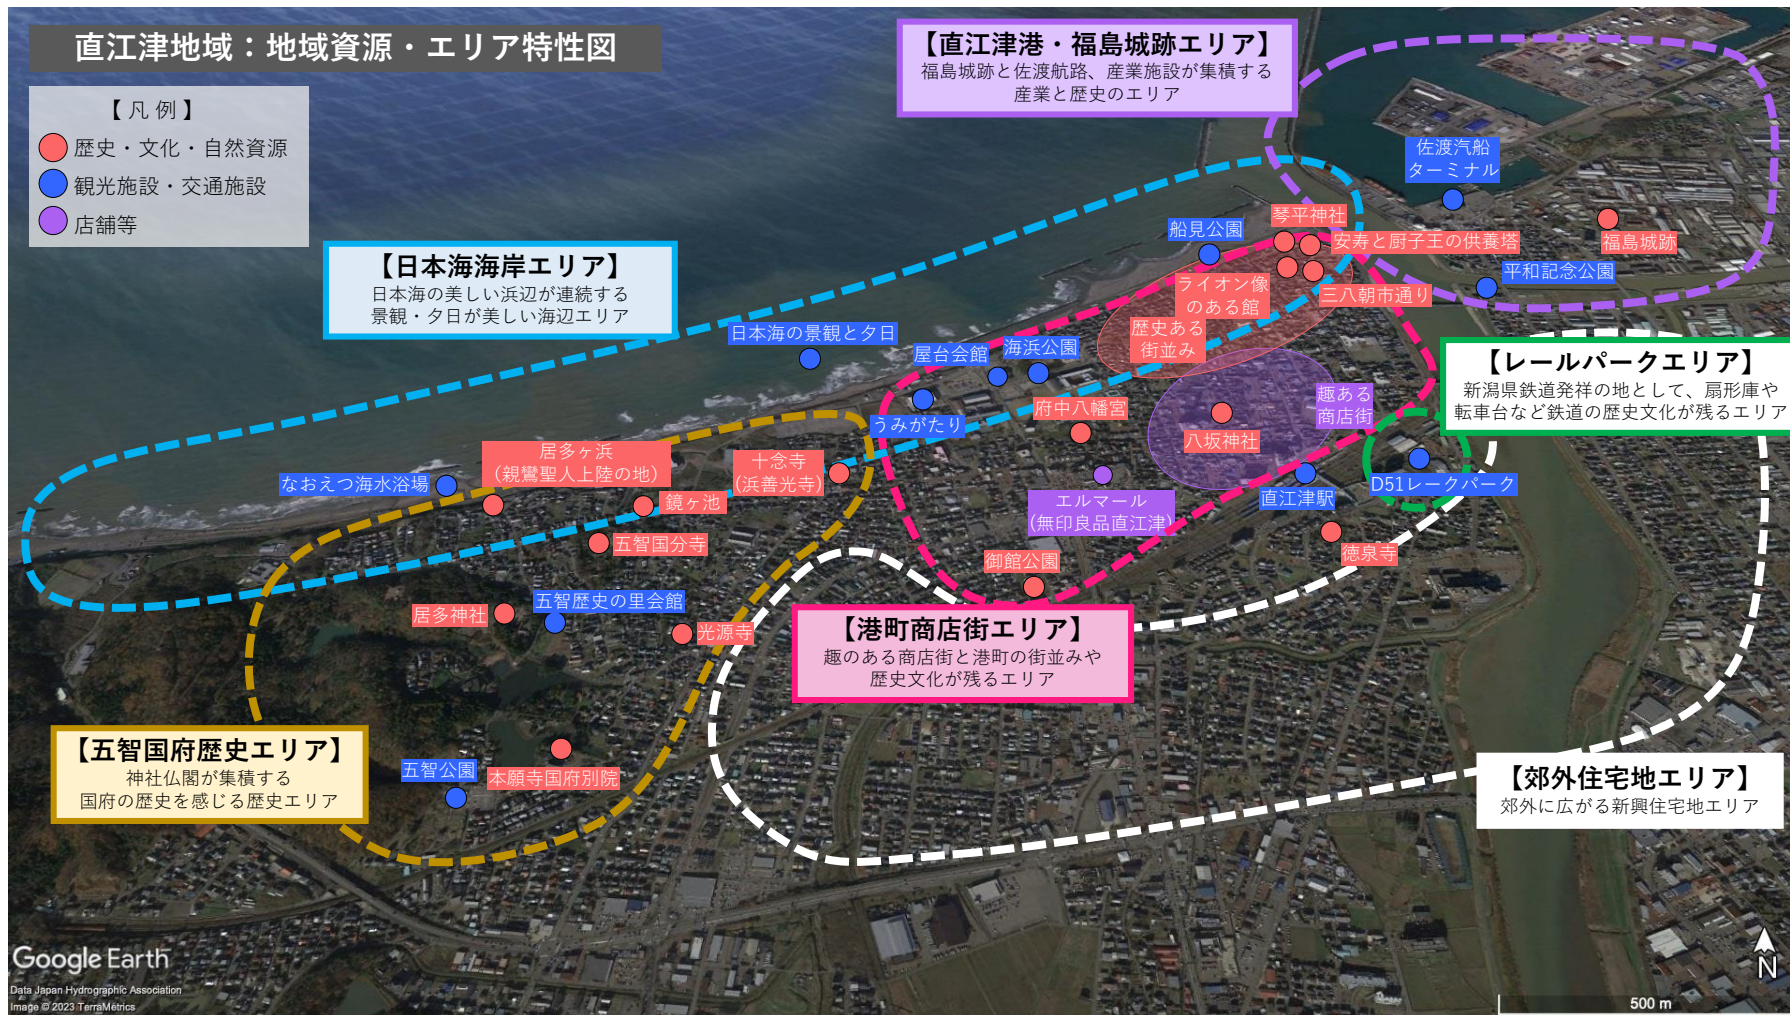 直江津地域：地域資源・エリア特性図
【凡例】
歴史・文化・自然資源
観光施設・交通施設
店舗等
【直江津港・福島城跡エリア】
福島城跡と佐渡航路、産業施設が集積する
産業と歴史のエリア
佐渡汽船
ターミナル
福島城跡
平和記念公園
琴平神社
安寿と厨子王の供養塔
船見公園
ライオン像
のある館
三八朝市通り
歴史ある
街並み
【日本海海岸エリア】
日本海の美しい浜辺が連続する
景観・夕日が美しい海辺エリア
日本海の景観と夕日
屋台会館
海浜公園
うみがたり
府中八幡宮
趣ある
商店街
八坂神社
【レールパークエリア】
新潟県鉄道発祥の地として、扇形庫や
転車台など鉄道の歴史文化が残るエリア
D51レークパーク
直江津駅
エルマール
(無印良品直江津)
徳泉寺
御館公園
居多ヶ浜
(親鸞聖人上陸の地)
十念寺
(浜善光寺)
なおえつ海水浴場
鏡ヶ池
五智国分寺
五智歴史の里会館
居多神社
光源寺
【港町商店街エリア】
趣のある商店街と港町の街並みや
歴史文化が残るエリア
【五智国府歴史エリア】
神社仏閣が集積する
国府の歴史を感じる歴史エリア
五智公園
本願寺国府別院
【郊外住宅地エリア】
郊外に広がる新興住宅地エリア
Google Earth
Data Japan Hydrographic Association
Image © 2023 TerraMetrics
N
500 m